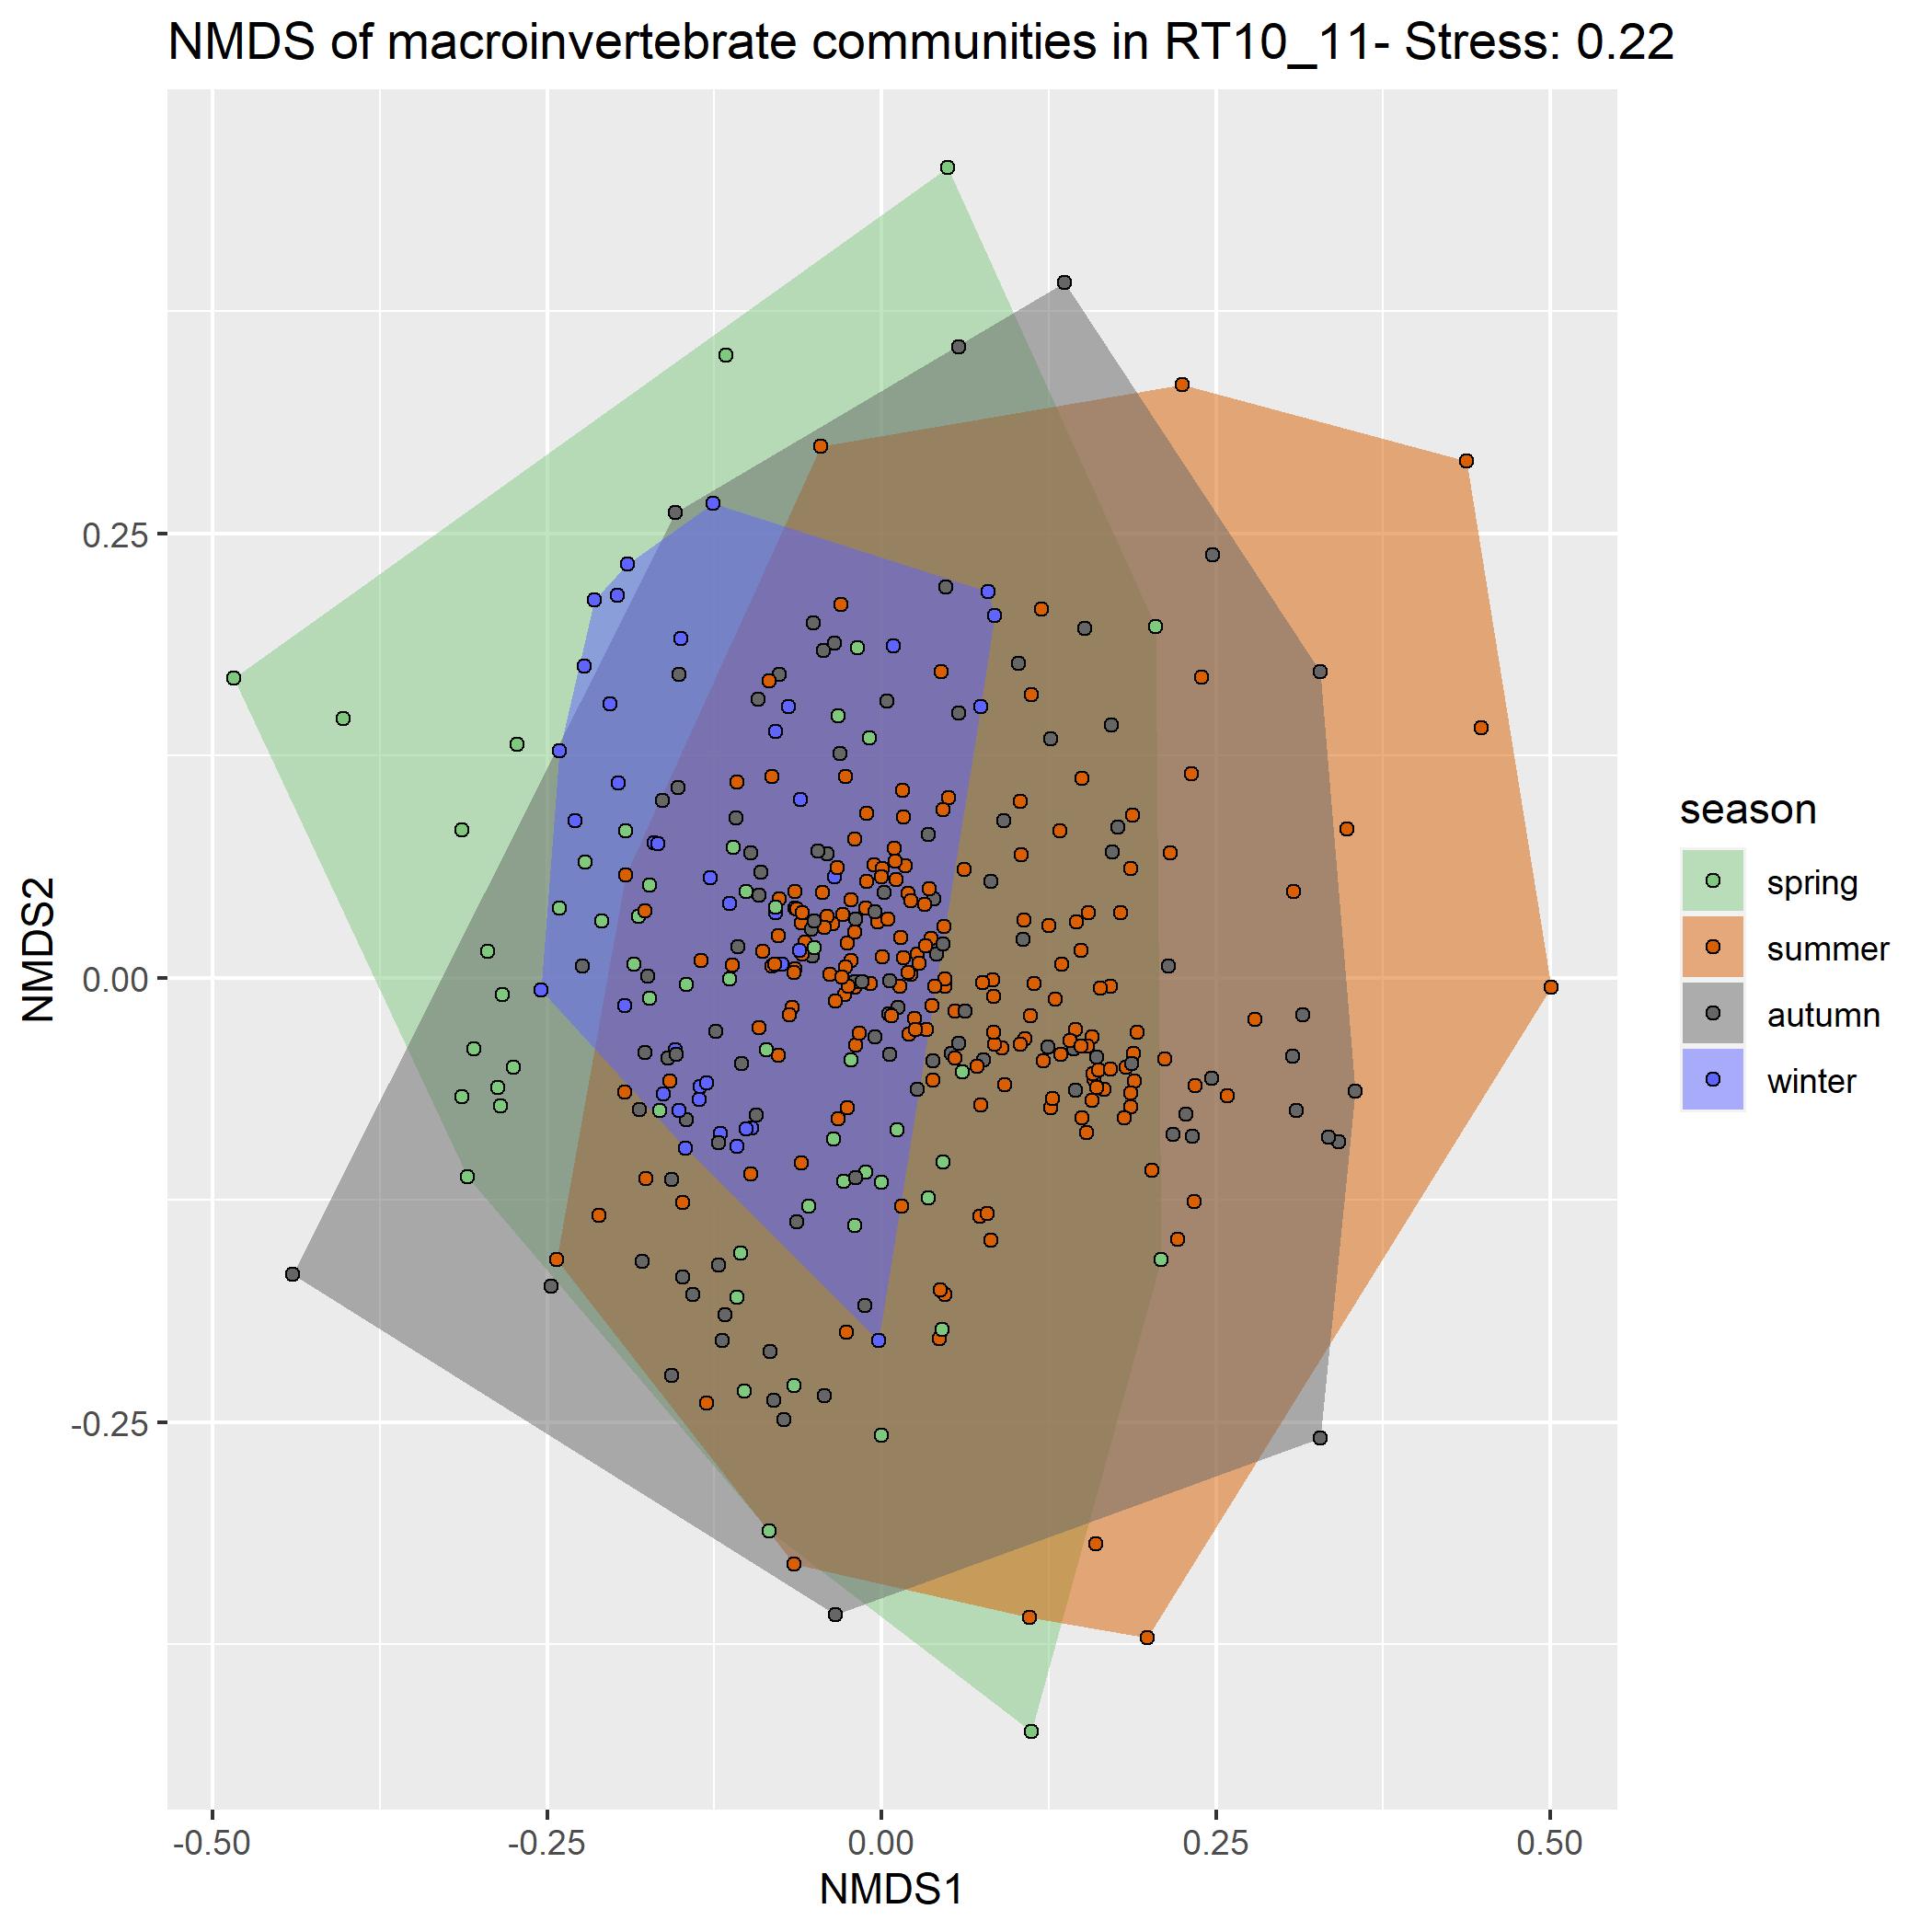 NMDS of macroinvertebrate communities in RT10_11- Stress: 0.22
NMDS2
0.25
0.00
-0.25
-0.50
-0.25
0.00
0.25
0.50
NMDS1
season
spring
summer
autumn
winter